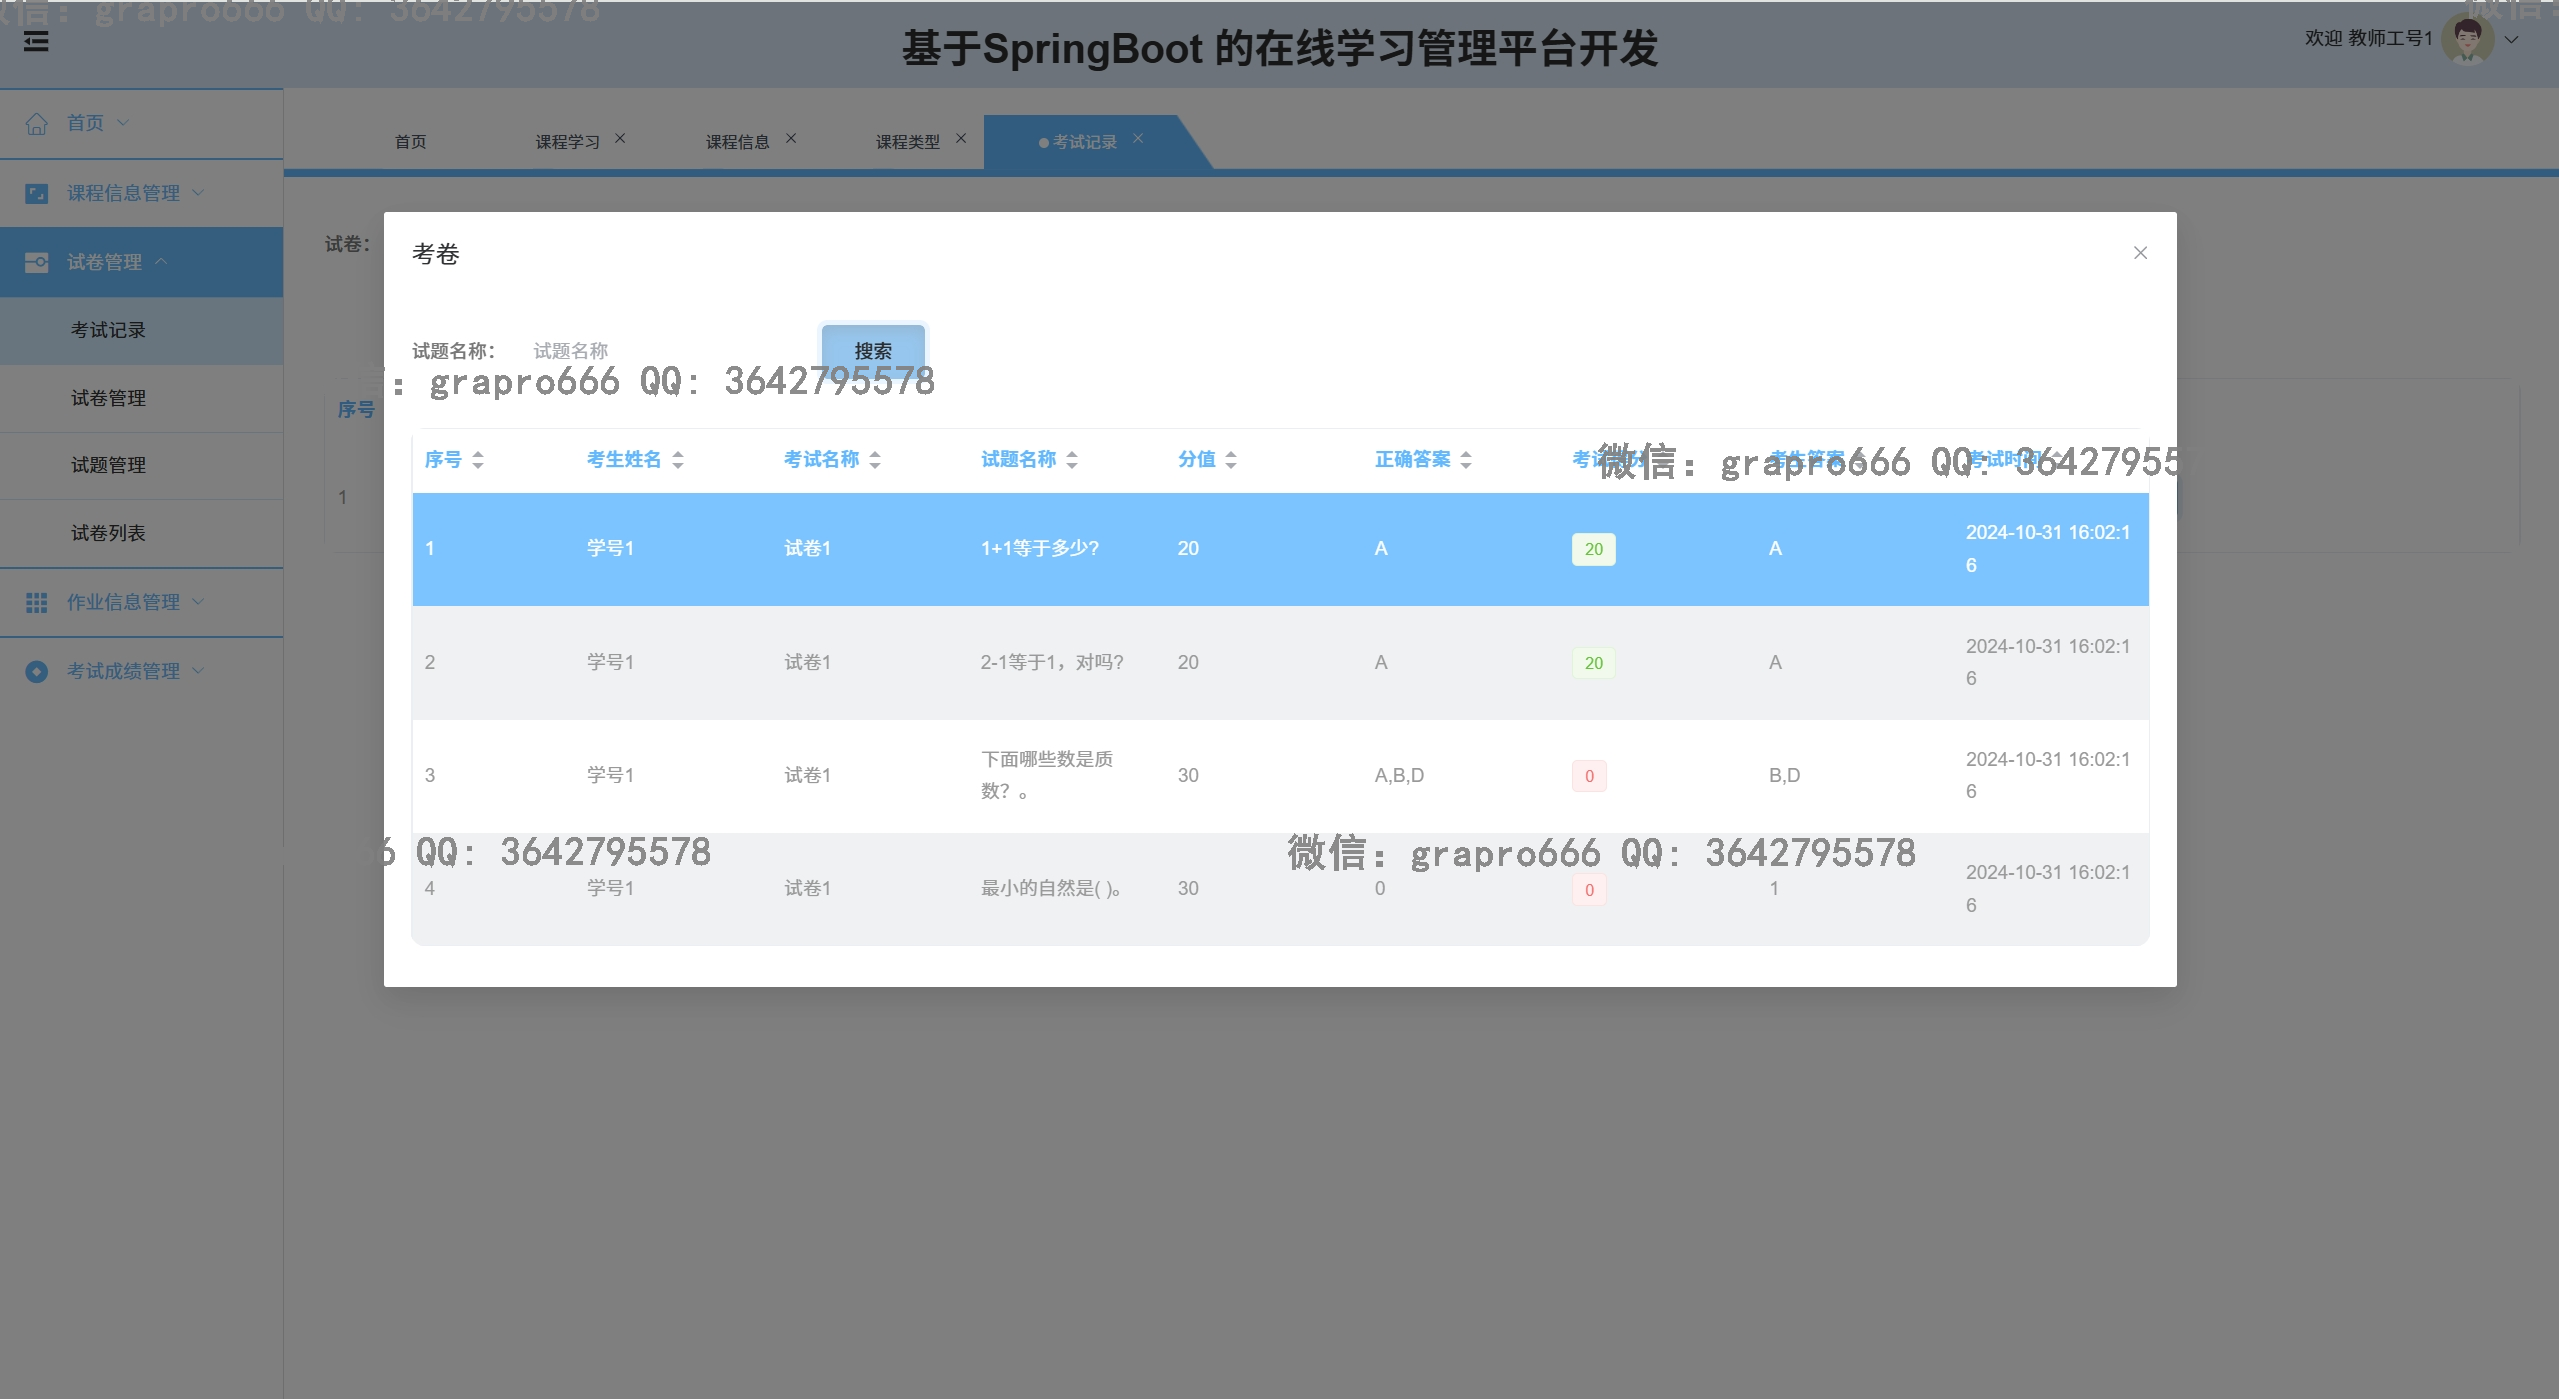 微信: grapro666 QQ: 3642795578
基于SpringBoot 的在线学习管理平台开发
欢迎 教师工号1
首页
课程信息管理
试卷管理
考试记录
试卷管理
试题管理
试卷列表
作业信息管理
考试成绩管理
首页 课程学习 课程信息 课程类型 考试记录
试卷:
序号
1
考卷
试题名称: 试题名称 搜索
: grapro666 QQ: 3642795578
序号 考生姓名 考试名称 试题名称 分值 正确答案 考生答案 考试时间
微信: grapro666 QQ: 36427955
1 学号1 试卷1 1+1等于多少? 20 A 20 A 2024-10-31 16:02:1
6
2 学号1 试卷1 2-1等于1，对吗? 20 A 20 A 2024-10-31 16:02:1
6
3 学号1 试卷1 下面哪些数是质
数？。 30 A,B,D 0 B,D 2024-10-31 16:02:1
6
66 QQ: 3642795578
微信: grapro666 QQ: 3642795578
4 学号1 试卷1 最小的自然是( )。 30 0 0 1 2024-10-31 16:02:1
6